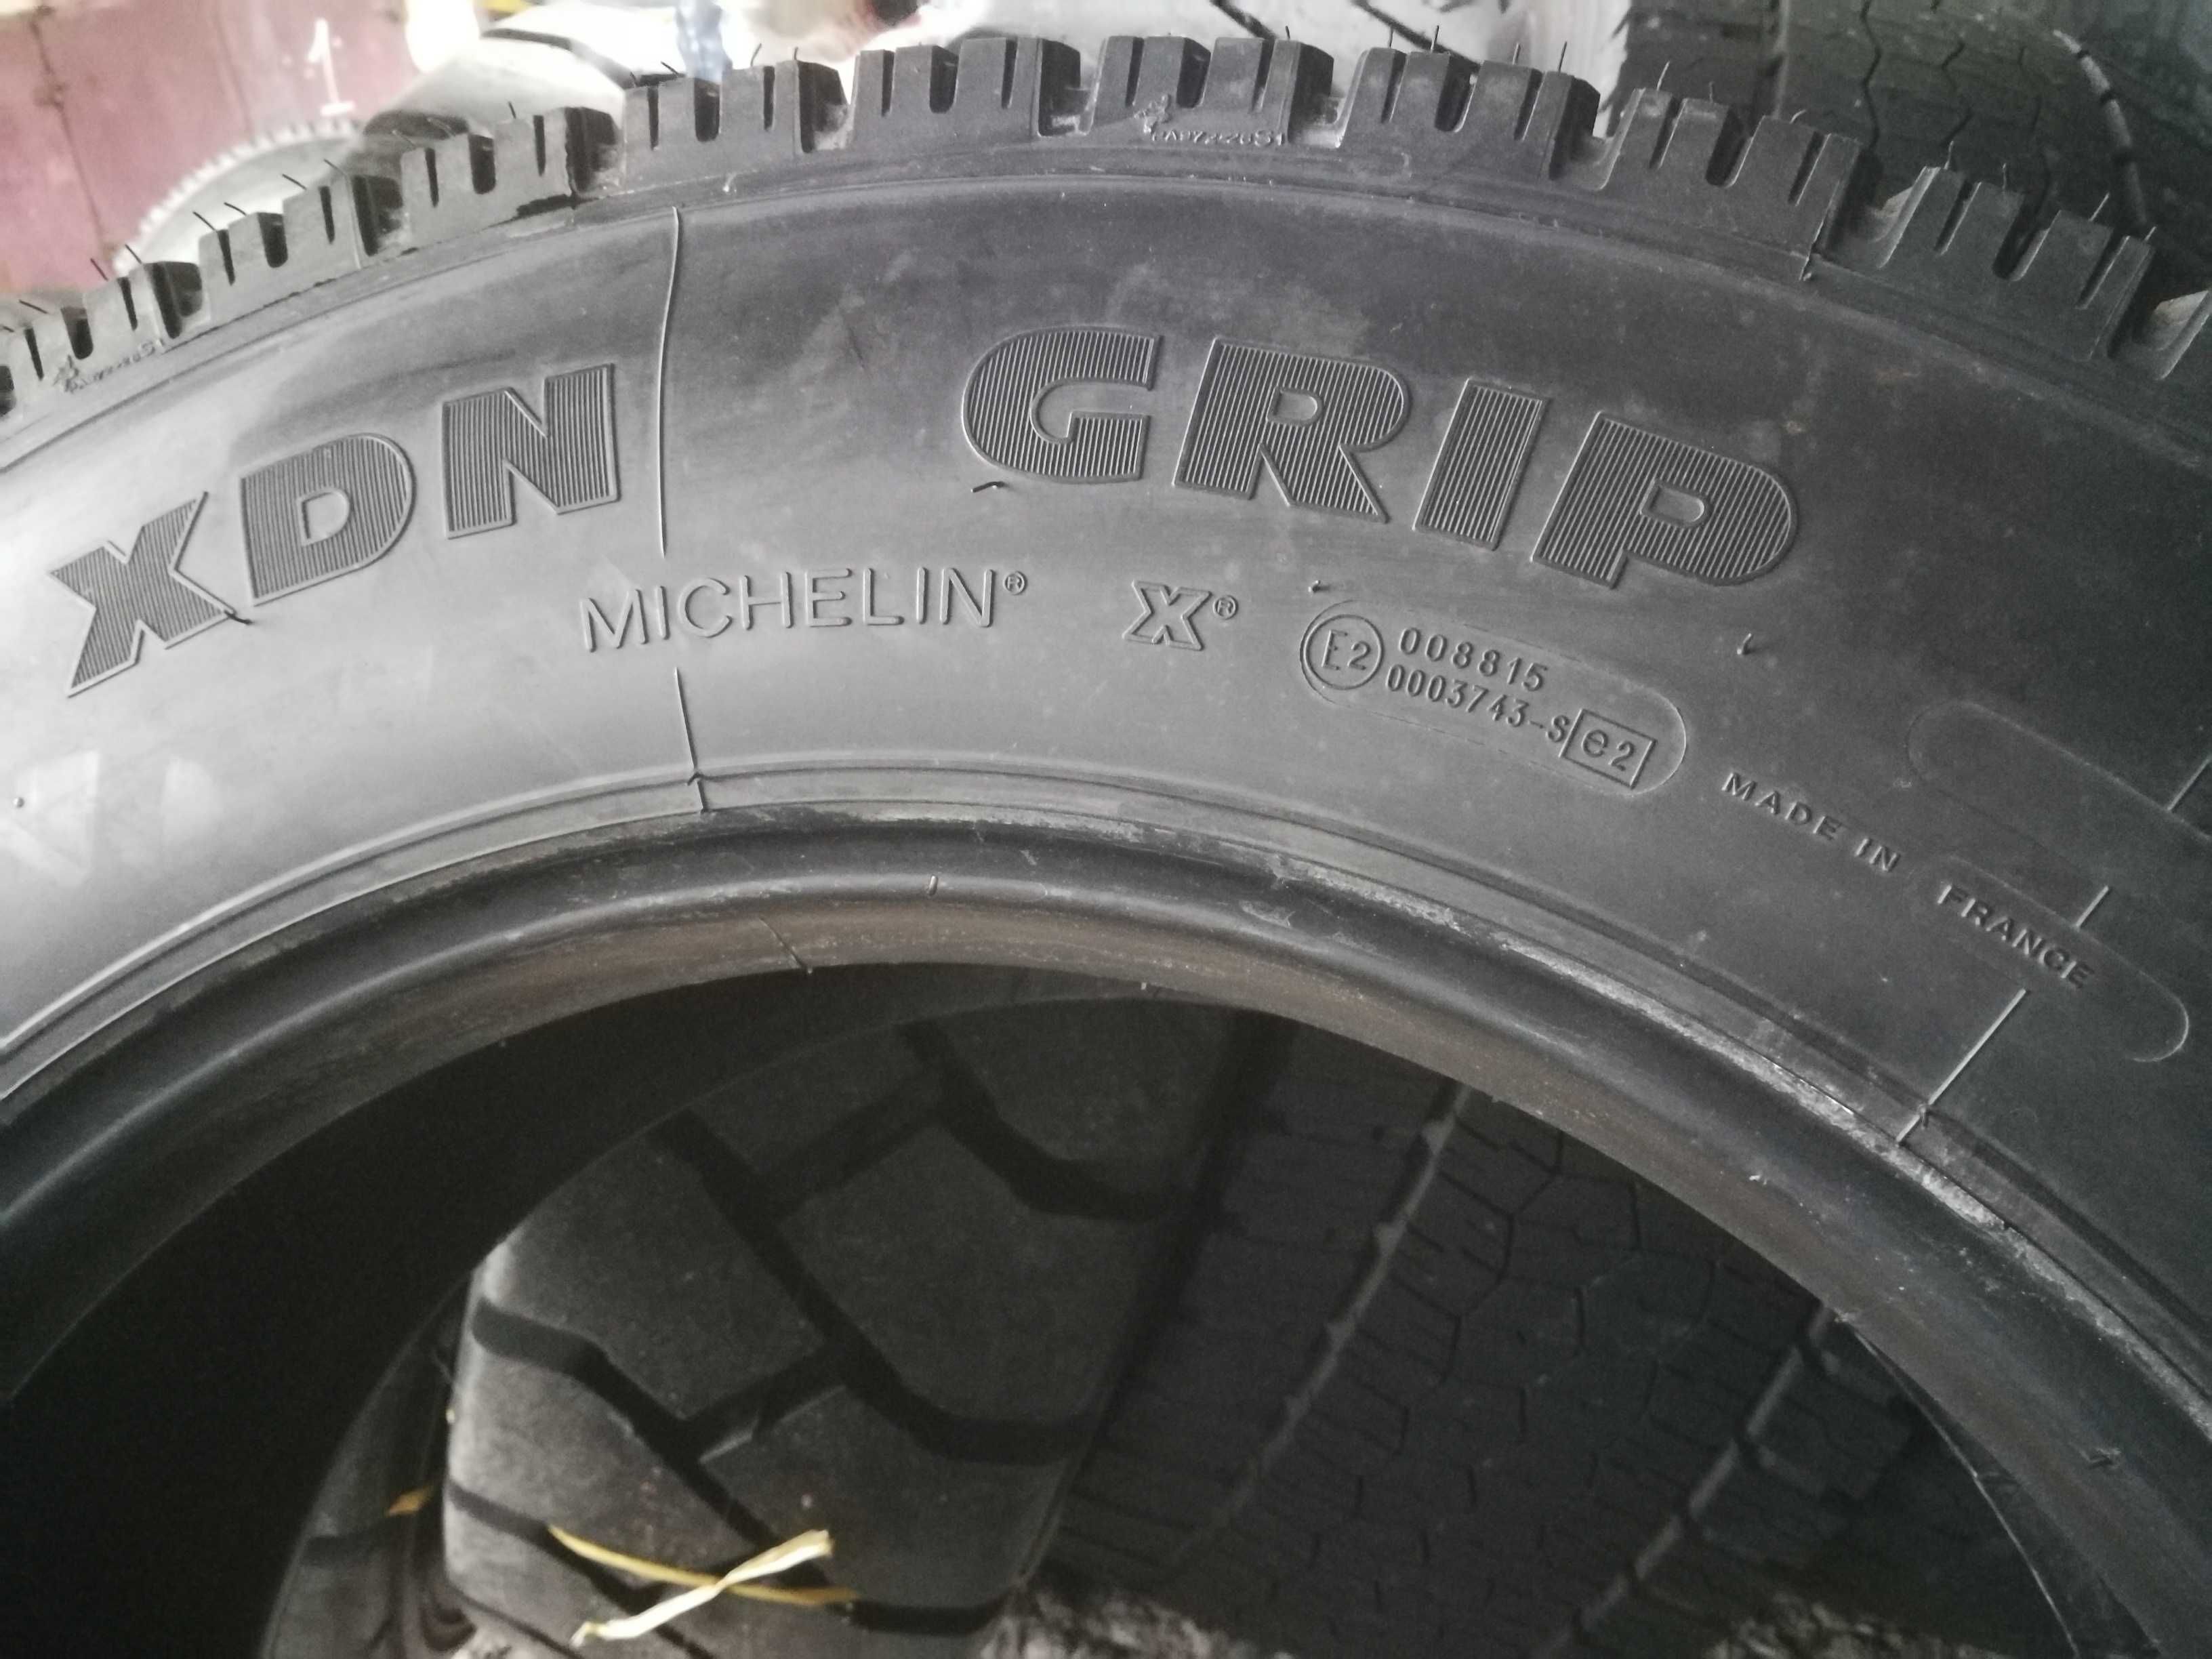 XDN GRIP
MICHELIN® X®
E2 008815
0003743-S e2
MADE IN FRANCE